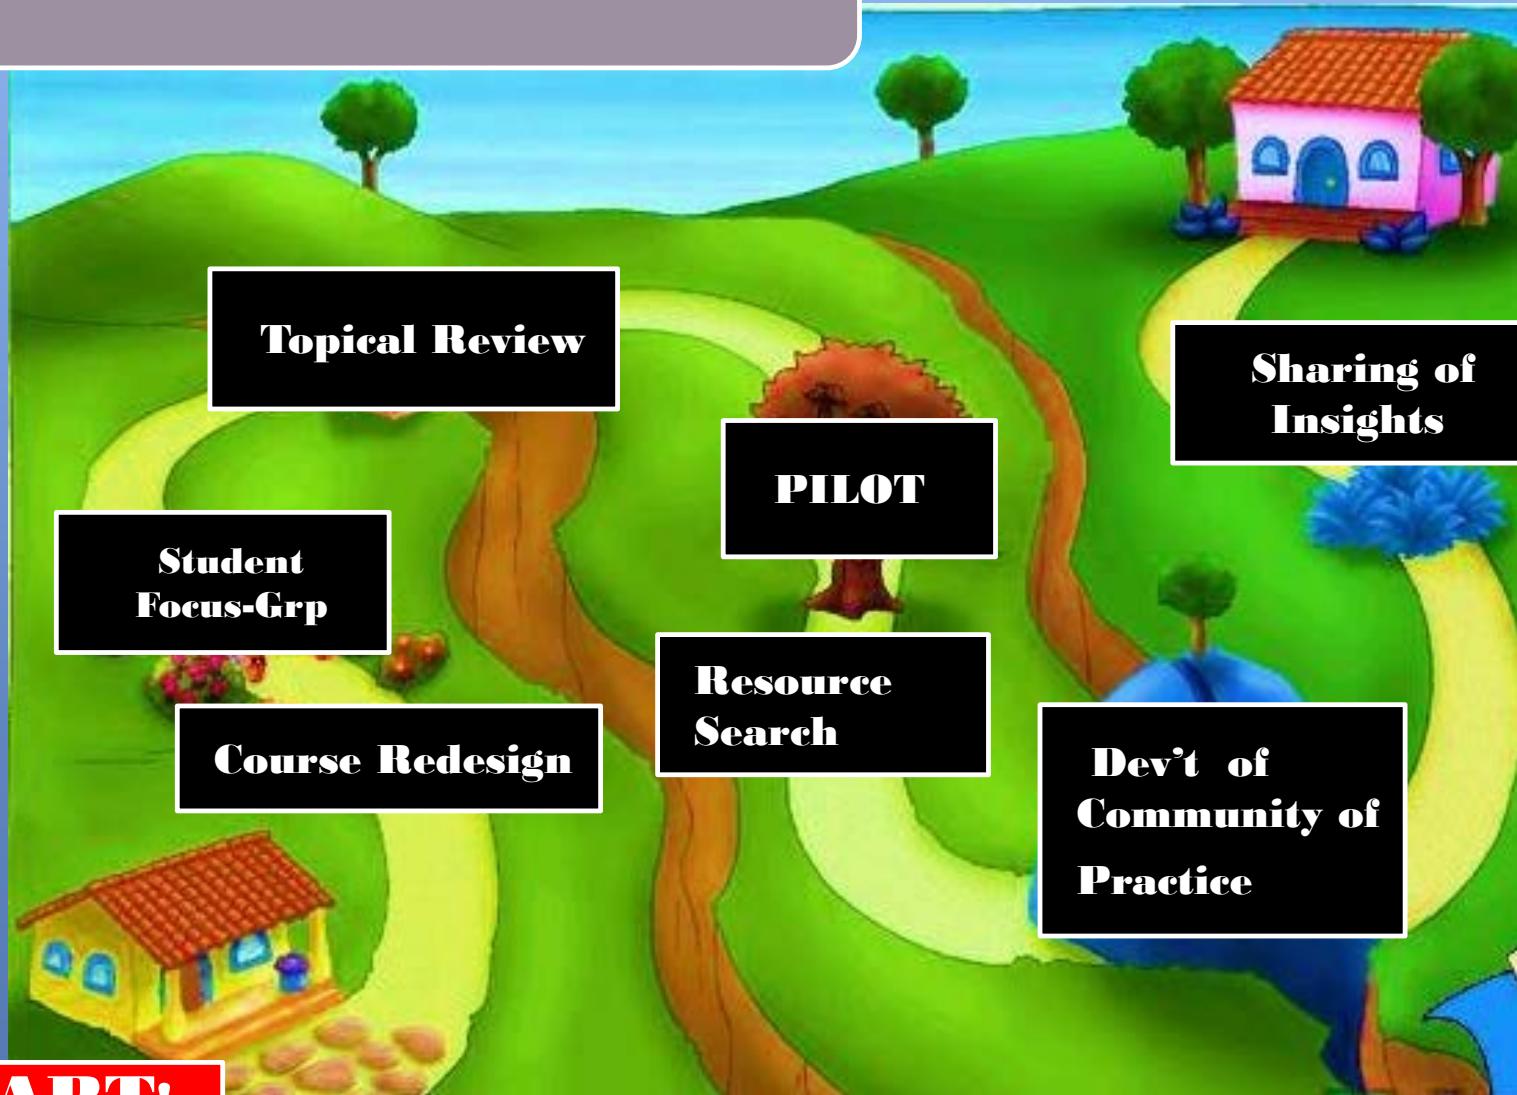 Topical Review
Sharing of
Insights
PILOT
Student
Focus-Grp
Resource
Search
Course Redesign
Dev't of
Community of
Practice